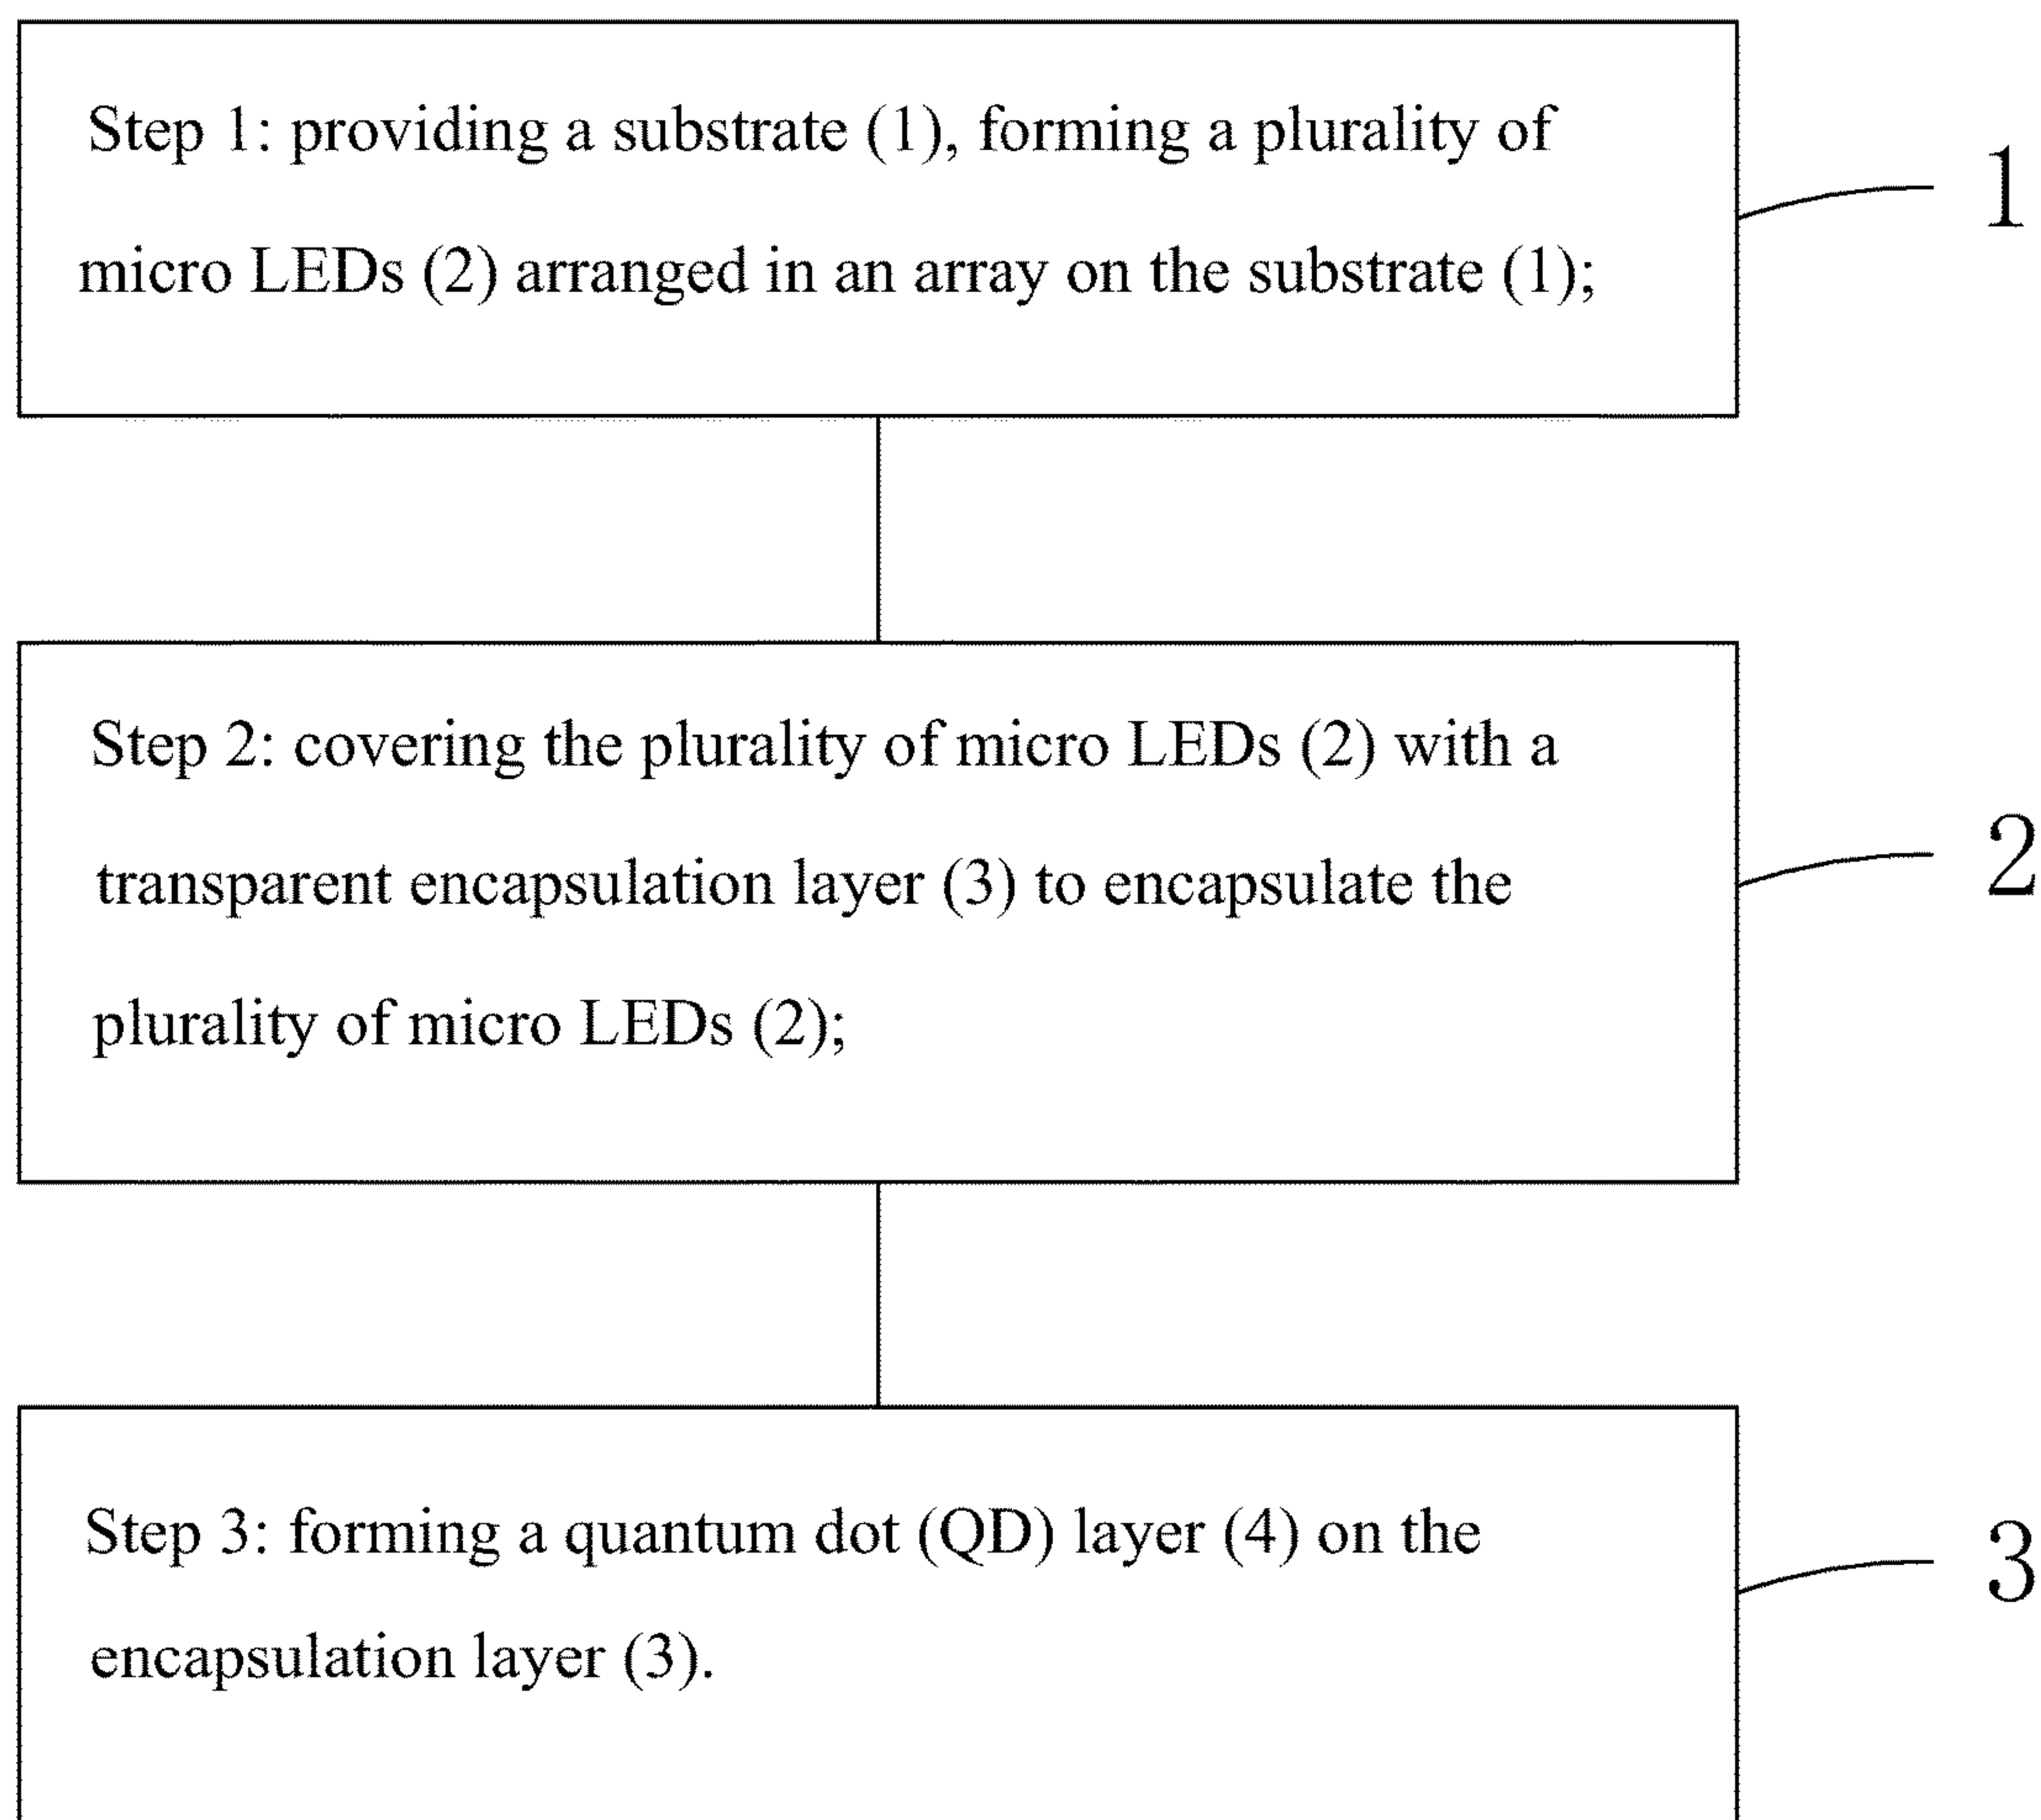 Step 1: providing a substrate (1), forming a plurality of
micro LEDs (2) arranged in an array on the substrate (1);
1
Step 2: covering the plurality of micro LEDs (2) with a
transparent encapsulation layer (3) to encapsulate the
plurality of micro LEDs (2);
2
Step 3: forming a quantum dot (QD) layer (4) on the
encapsulation layer (3).
3